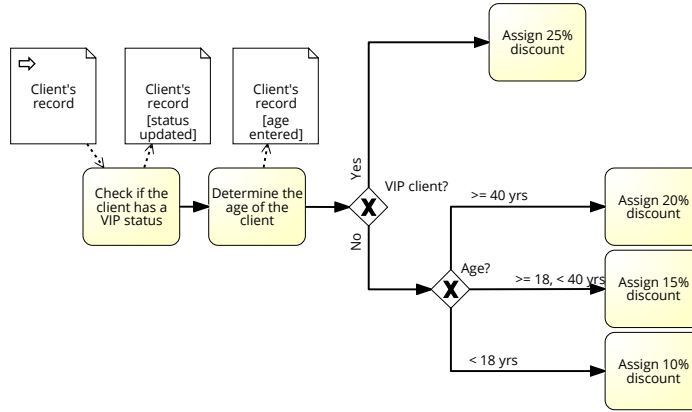 Assign 25%
discount
Client's
record
Client's
record
[status
updated]
Client's
record
[age
entered]
Yes
VIP client?
Check if the
client has a
VIP status
Determine the
age of the
client
>= 40 yrs
Assign 20%
discount
No
Age?
>= 18, < 40 yrs
Assign 15%
discount
< 18 yrs
Assign 10%
discount